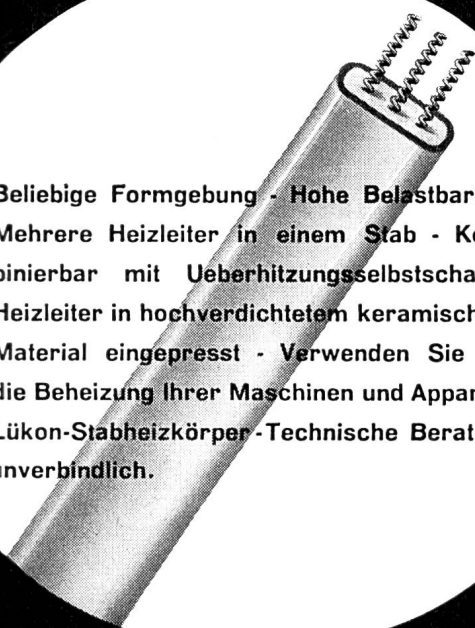 Beliebige Formgebung - Hohe Belastbar
Mehrere Heizleiter in einem Stab - Ko
binierbar mit Ueberhitzungsselbstscha
Heizleiter in hochverdichtetem keramisch
Material eingepresst - Verwenden Sie
die Beheizung Ihrer Maschinen und Appar
Lükon-Stabheizkörper - Technische Berat
unverbindlich.